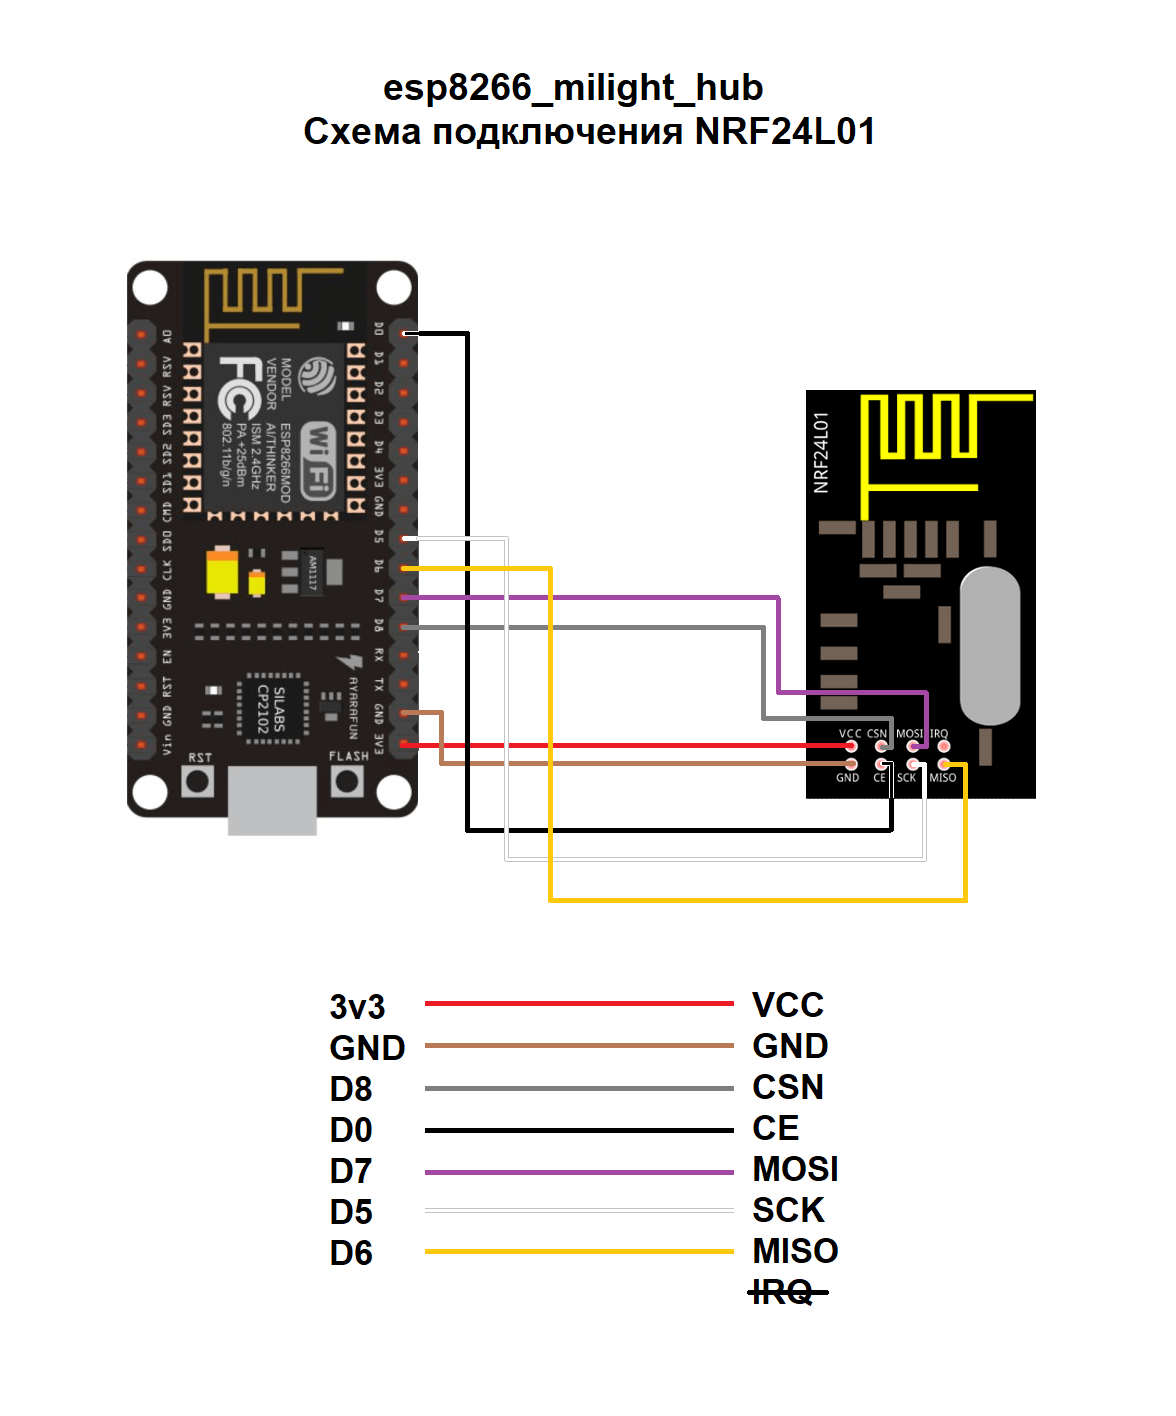 esp8266_milight_hub
Схема подключения NRF24L01
A0
RSV
RSV
SD3
SD2
SD1
CMD
SD0
CLK
GND
3V3
EN
RST
GND
Vin
D0
D1
D2
D3
D4
3V3
GND
D5
D6
D7
D8
RX
TX
GND
3V3
MODEL
VENDOR
ESP8266MOD
AI/THINKER
ISM 2.4GHz
PA +25dBm
802.11b/g/n
FC
WiFi
AM1117
SILABS
CP2102
AYARAFUN
RST
FLASH
NRF24L01
VCC CSN MOSI IRQ
GND CE SCK MISO
3v3 VCC
GND GND
D8 CSN
D0 CE
D7 MOSI
D5 SCK
D6 MISO
IRQ